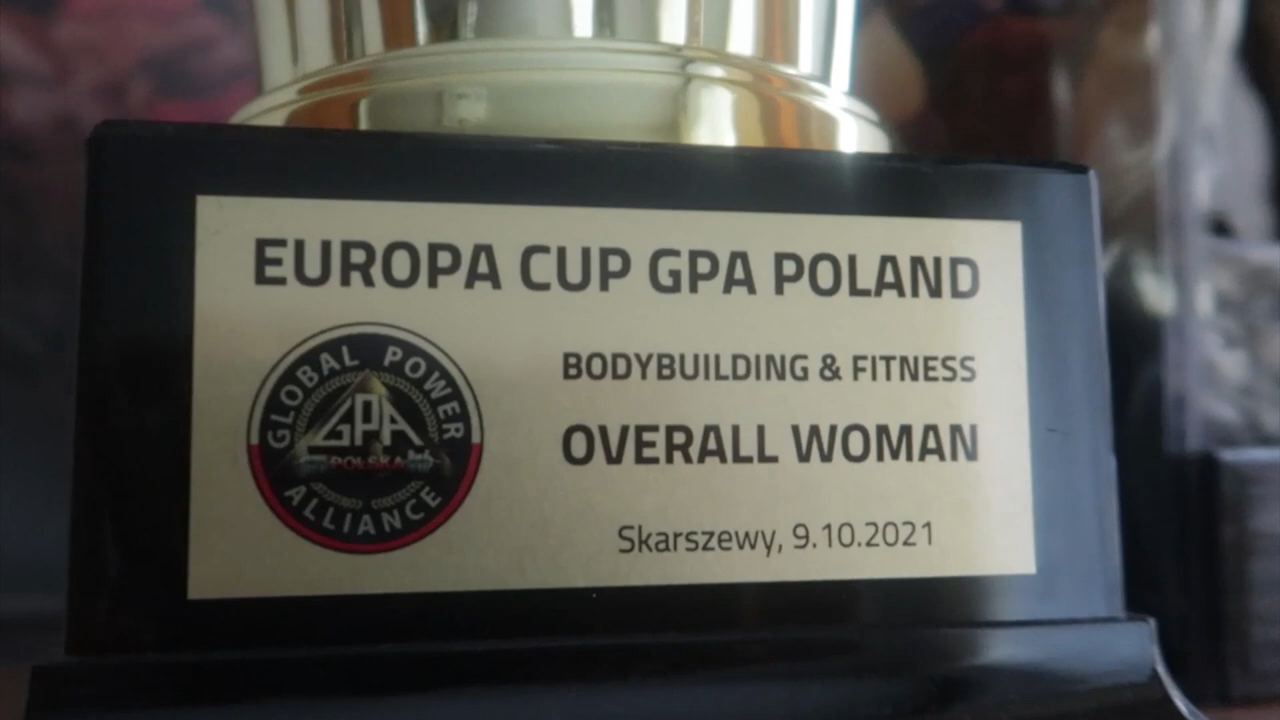 EUROPA CUP GPA POLAND
GLOBAL POWER
GPA
POLSKA
ALLIANCE
BODYBUILDING & FITNESS
OVERALL WOMAN
Skarszewy, 9.10.2021